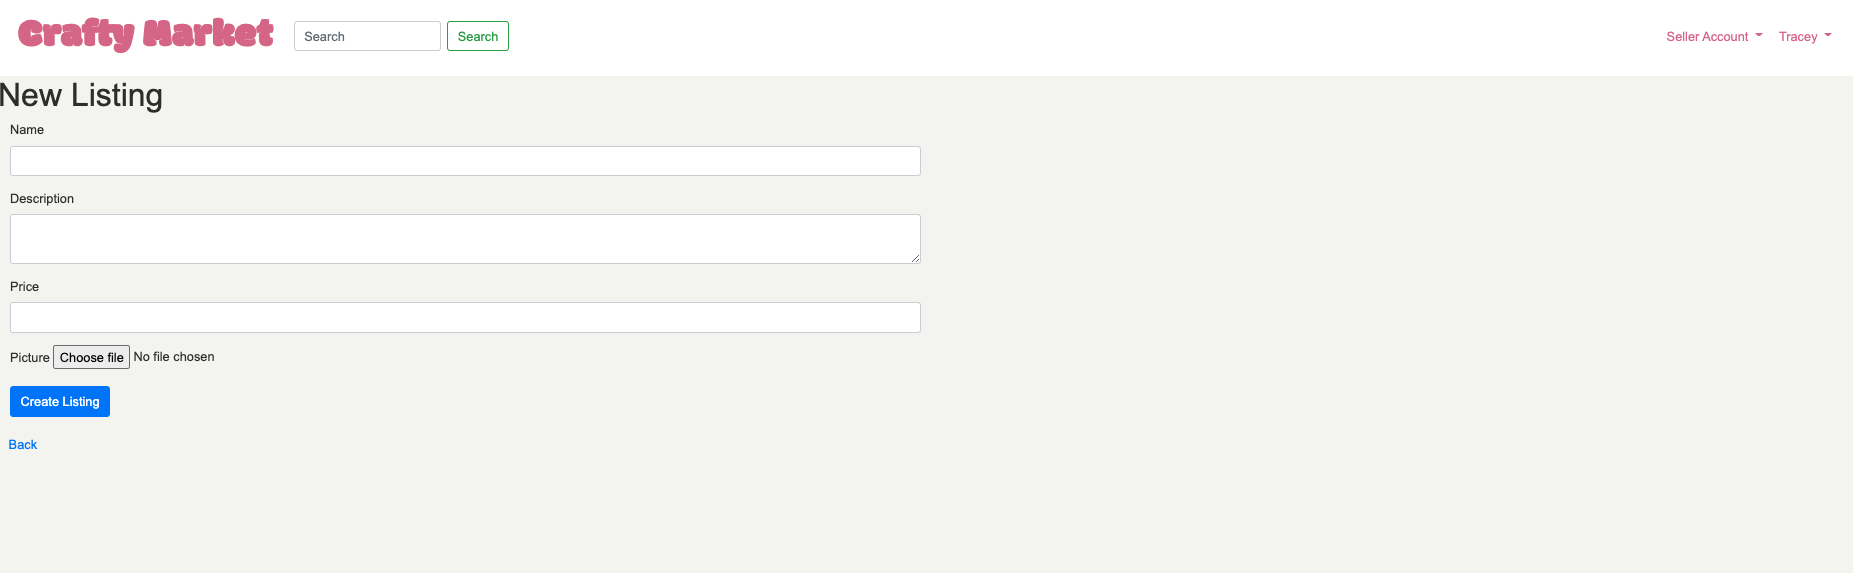 Crafty Market Search Search Seller Account Tracey
New Listing
Name
Description
Price
Picture Choose file No file chosen
Create Listing
Back